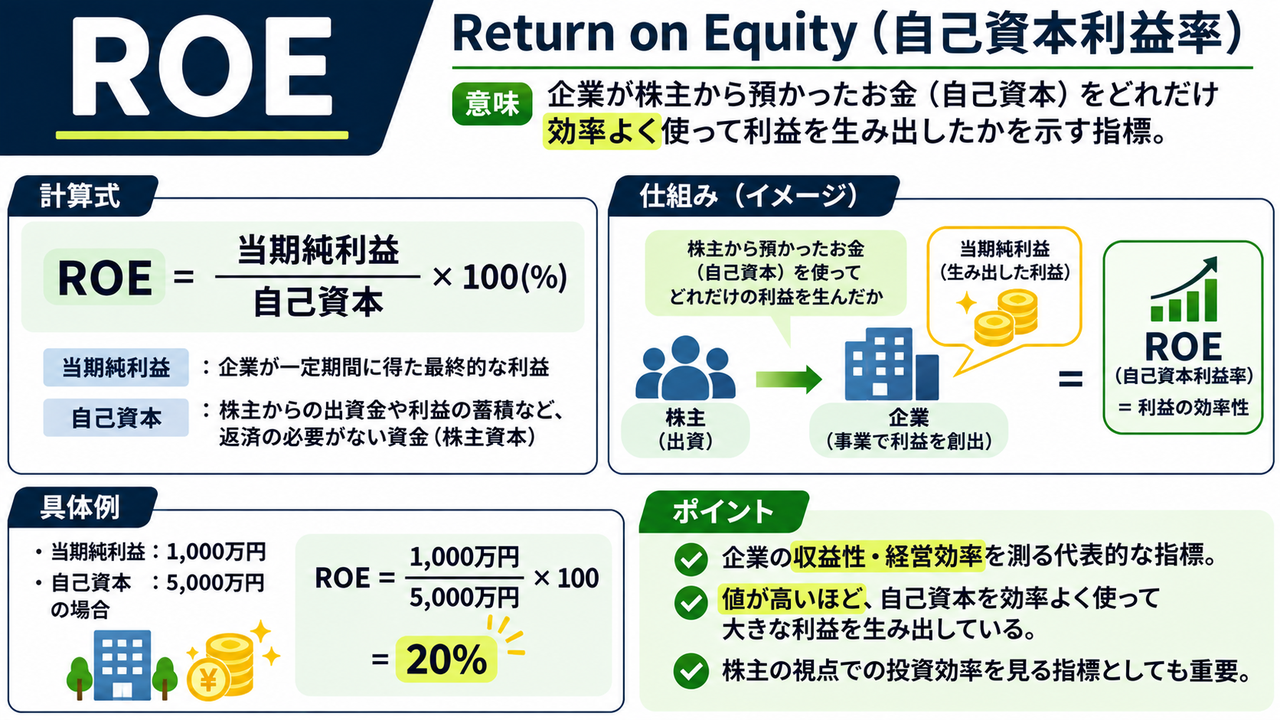 ROE
Return on Equity（自己資本利益率）
意味
企業が株主から預かったお金（自己資本）をどれだけ
効率よく使って利益を生み出したかを示す指標。
計算式
ROE = 当期純利益
自己資本
× 100(%)
当期純利益 ：企業が一定期間に得た最終的な利益
自己資本 ：株主からの出資金や利益の蓄積など、
返済の必要がない資金（株主資本）
仕組み（イメージ）
株主から預かったお金
（自己資本）を使って
どれだけの利益を生んだか
当期純利益
（生み出した利益）
株主
（出資）
企業
（事業で利益を創出）
=
ROE
（自己資本利益率）
= 利益の効率性
具体例
・当期純利益：1,000万円
・自己資本　：5,000万円
の場合
¥
ROE = 1,000万円
5,000万円
× 100
= 20%
ポイント
企業の収益性・経営効率を測る代表的な指標。
値が高いほど、自己資本を効率よく使って
大きな利益を生み出している。
株主の視点での投資効率を見る指標としても重要。